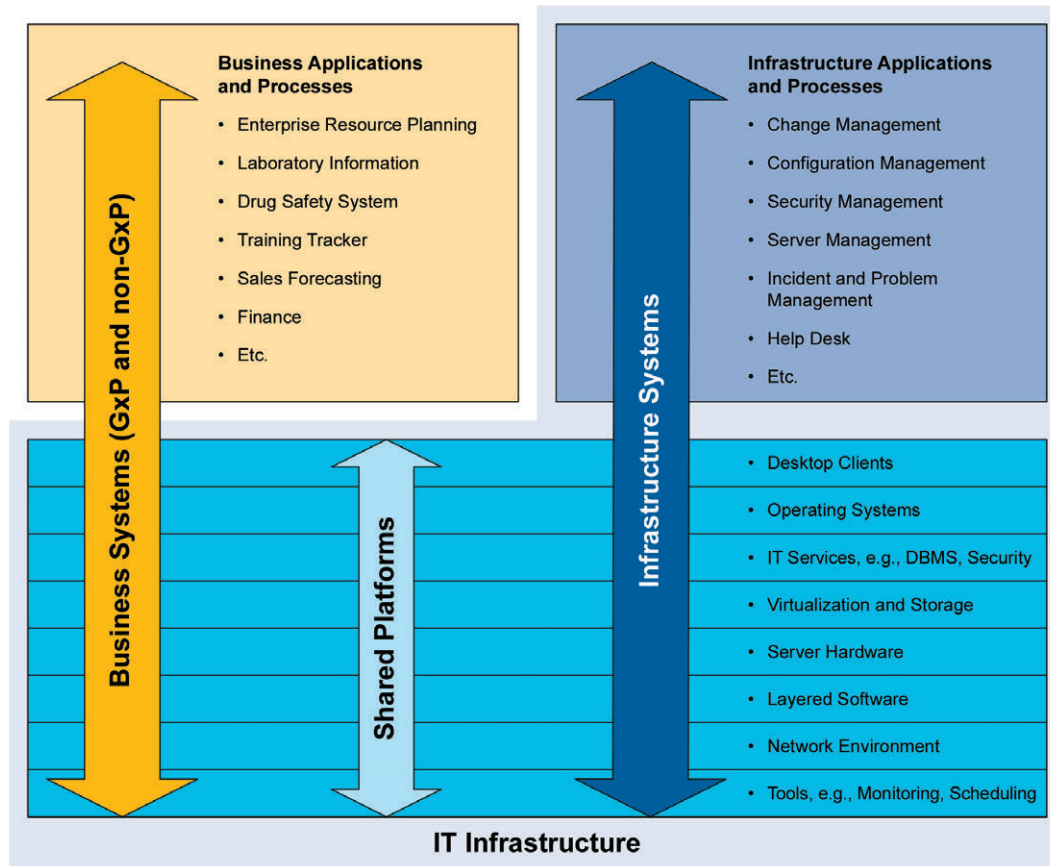 Business Applications
and Processes
• Enterprise Resource Planning
• Laboratory Information
• Drug Safety System
• Training Tracker
• Sales Forecasting
• Finance
• Etc.
Business Systems (GxP and non-GxP)
Infrastructure Applications
and Processes
• Change Management
• Configuration Management
• Security Management
• Server Management
• Incident and Problem
Management
• Help Desk
• Etc.
Infrastructure Systems
Shared Platforms
• Desktop Clients
• Operating Systems
• IT Services, e.g., DBMS, Security
• Virtualization and Storage
• Server Hardware
• Layered Software
• Network Environment
• Tools, e.g., Monitoring, Scheduling
IT Infrastructure